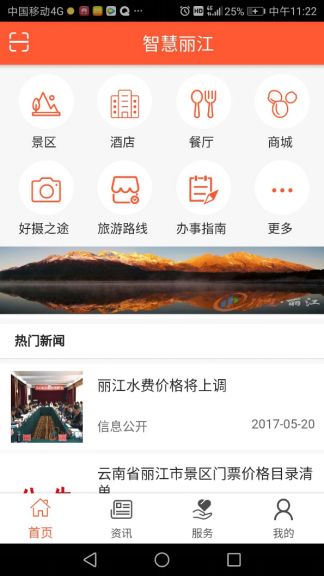 中国移动4G
25%
中午11:22
智慧丽江
景区
酒店
餐厅
商城
好摄之途
旅游路线
办事指南
更多
丽江
热门新闻
丽江水费价格将上调
信息公开
2017-05-20
云南省丽江市景区门票价格目录清
单
首页
资讯
服务
我的